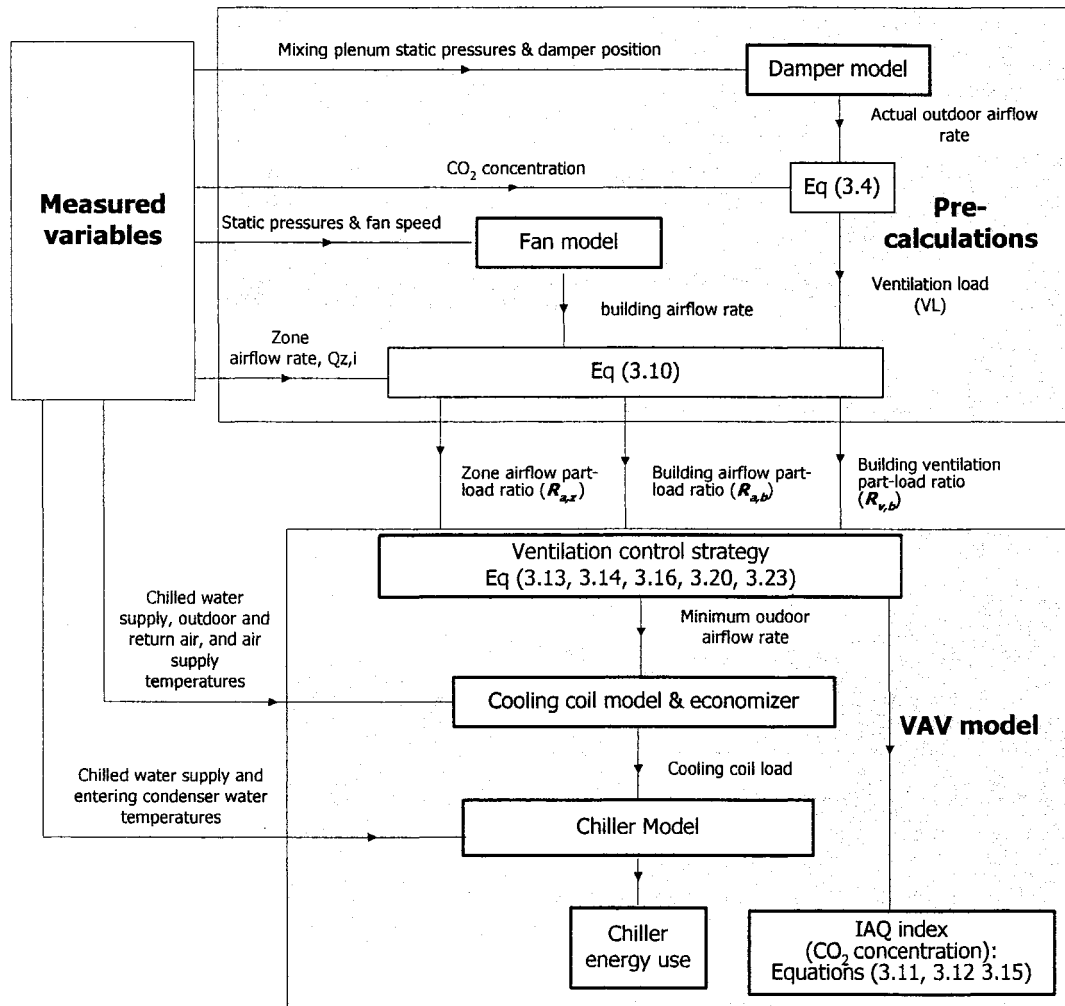 Mixing plenum static pressures & damper position
Damper model
Actual outdoor airflow
rate
CO₂ concentration
Eq (3.4)
Measured
variables
Pre-
calculations
Static pressures & fan speed
Fan model
Ventilation load
(VL)
building airflow rate
Zone
airflow rate, Qz,i
Eq (3.10)
Zone airflow part-
load ratio (R_{a,z})
Building airflow part-
load ratio (R_{a,b})
Building ventilation
part-load ratio
(R_{v,b})
Ventilation control strategy
Eq (3.13, 3.14, 3.16, 3.20, 3.23)
Chilled water
supply, outdoor and
return air, and air
supply
temperatures
Minimum oudoor
airflow rate
Cooling coil model & economizer
VAV model
Cooling coil load
Chilled water supply and
entering condenser water
temperatures
Chiller Model
Chiller
energy use
IAQ index
(CO₂ concentration):
Equations (3.11, 3.12 3.15)